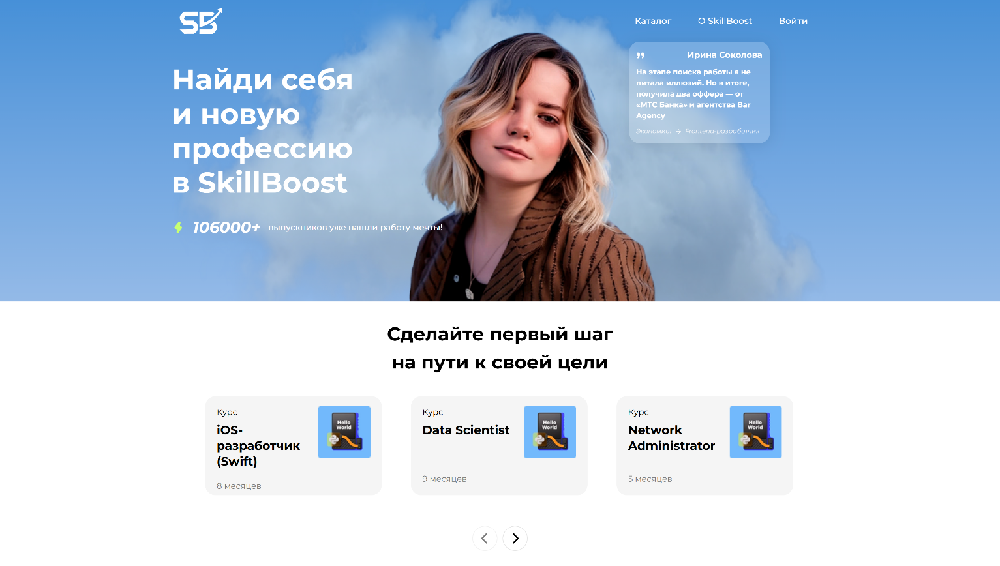 SB
Каталог
О SkillBoost
Войти
Найди себя
и новую
профессию
в SkillBoost
106000+ выпускников уже нашли работу мечты!
Ирина Соколова
На этапе поиска работы я не
питала иллюзий. Но в итоге,
получила два оффера — от
«МТС Банка» и агентства Bar
Agency
Экономист → Frontend-разработчик
Сделайте первый шаг
на пути к своей цели
Курс
iOS-
разработчик
(Swift)
8 месяцев
Hello
World
Курс
Data Scientist
9 месяцев
Hello
World
Курс
Network
Administrator
5 месяцев
Hello
World